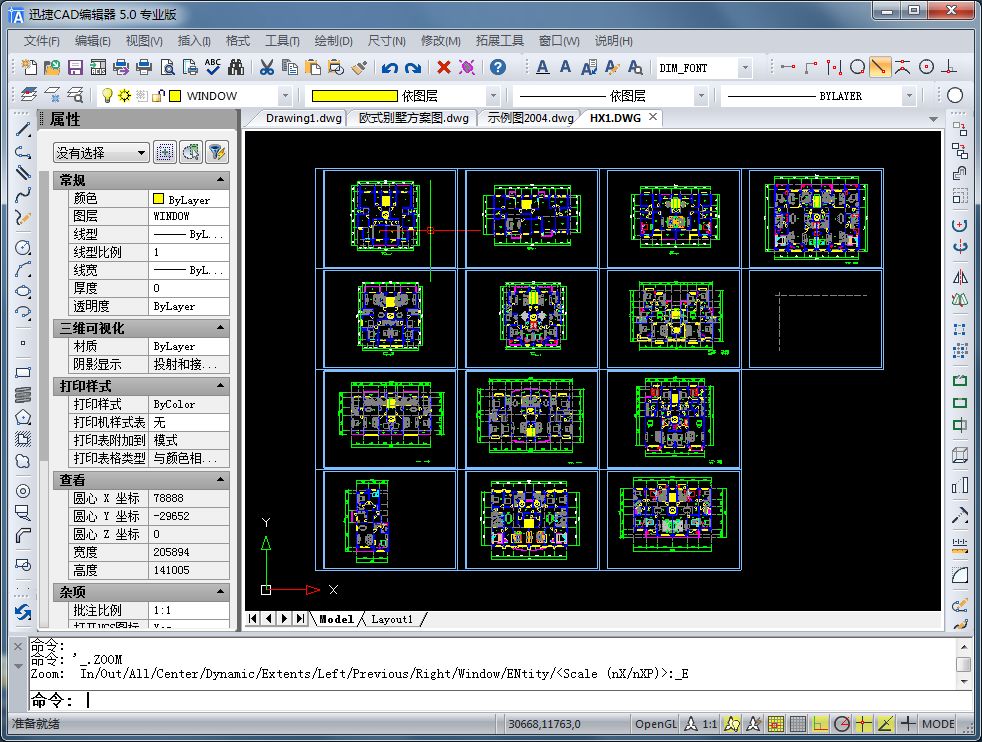 迅捷CAD编辑器 5.0 专业版
文件(F) 编辑(E) 视图(V) 插入(I) 格式 工具(T) 绘制(D) 尺寸(N) 修改(M) 拓展工具 窗口(W) 说明(H)
ABC A A A A A DIM_FONT
WINDOW 依图层 依图层 BYLAYER
属性 Drawing1.dwg 欧式别墅方案图.dwg 示例图2004.dwg HX1.DWG
没有选择
常规
颜色 ByLayer
图层 WINDOW
线型 ByL...
线型比例 1
线宽 ByL...
厚度 0
透明度 ByLayer
三维可视化
材质 ByLayer
阴影显示 投射和接...
打印样式
打印样式 ByColor
打印机样式表 无
打印表附加到 模式
打印表格类型 与颜色相...
查看
圆心 X 坐标 78888
圆心 Y 坐标 -29652
圆心 Z 坐标 0
宽度 205894
高度 141005
杂项
批注比例 1:1
Y
X
Model Layout1
命令:
命令: '_.ZOOM
Zoom: In/Out/All/Center/Dynamic/Extents/Left/Previous/Right/Window/ENtity/<Scale (nX/nXP)>:_E
命令:
准备就绪 30668,11763,0 OpenGL 1:1 MODE